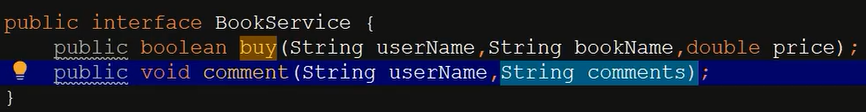 public interface BookService {
public boolean buy(String userName,String bookName,double price);
public void comment(String userName,String comments);
}